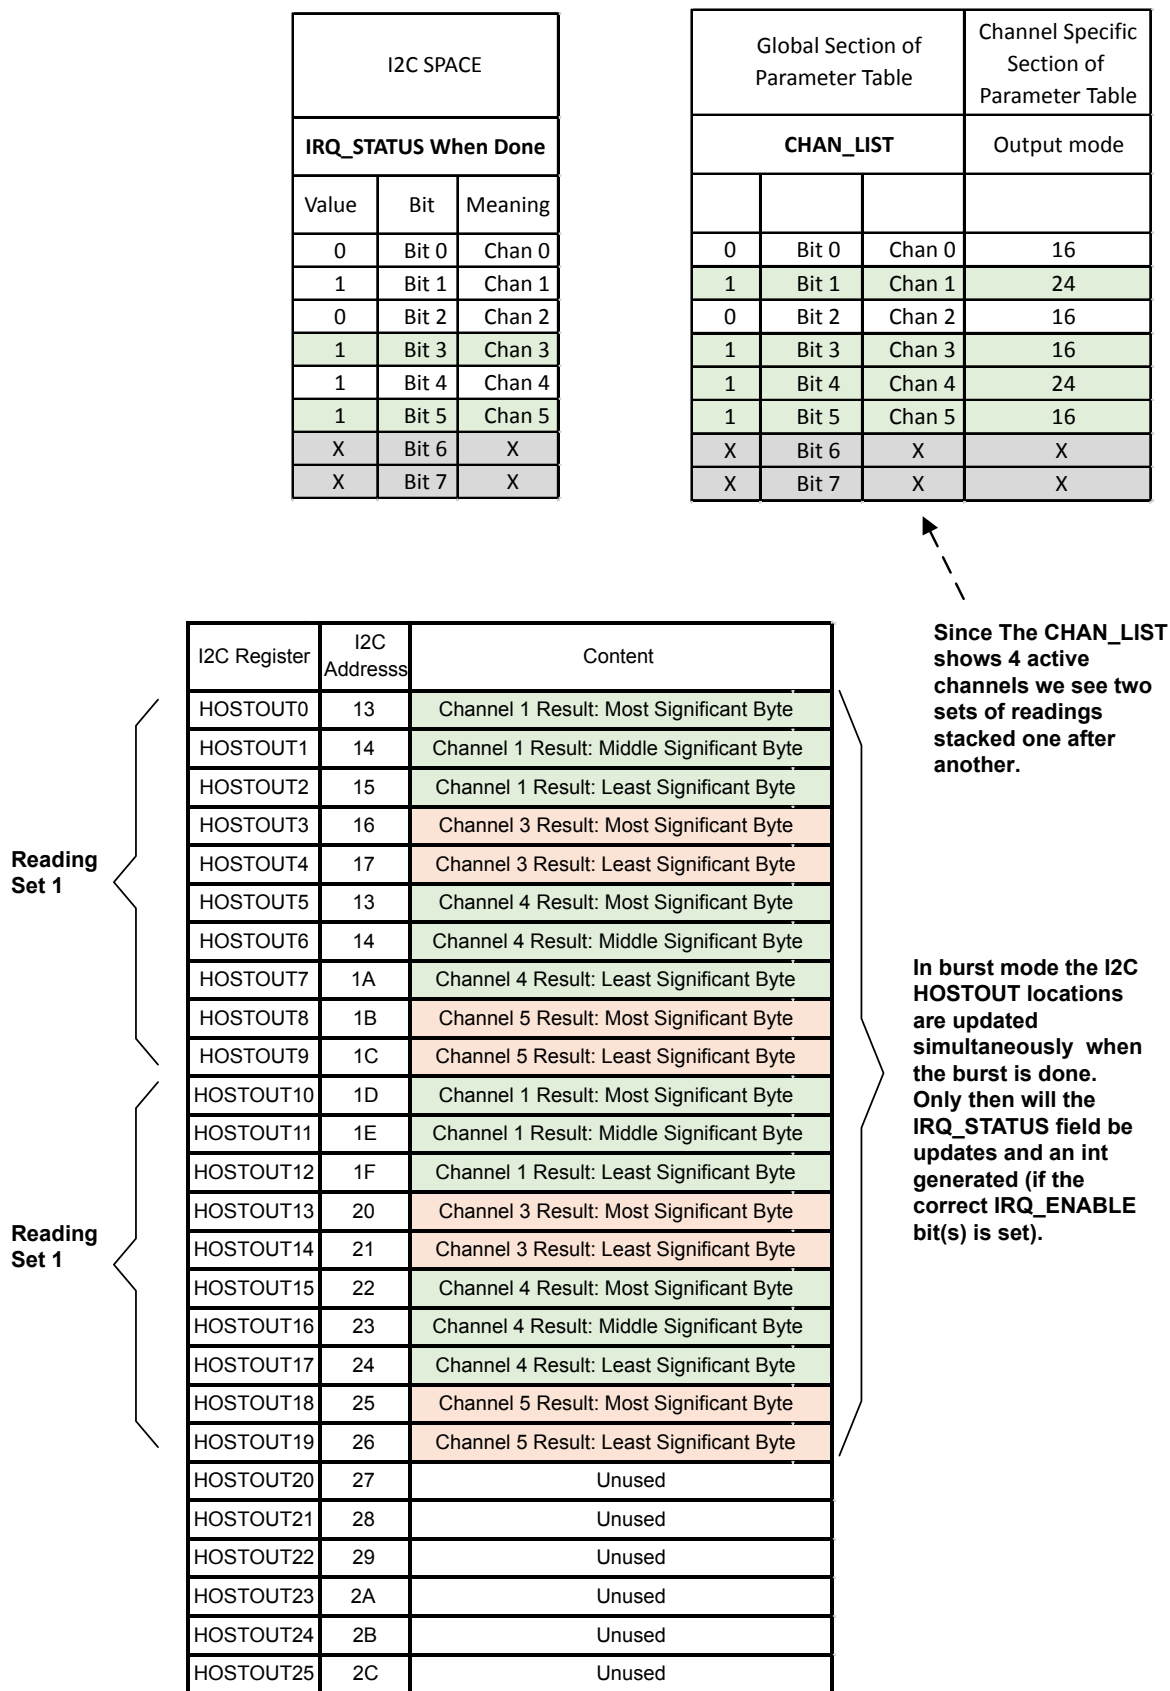 I2C SPACE
IRQ_STATUS When Done
Value Bit Meaning
0 Bit 0 Chan 0
1 Bit 1 Chan 1
0 Bit 2 Chan 2
1 Bit 3 Chan 3
1 Bit 4 Chan 4
1 Bit 5 Chan 5
X Bit 6 X
X Bit 7 X
Global Section of
Parameter Table
Channel Specific
Section of
Parameter Table
CHAN_LIST Output mode
0 Bit 0 Chan 0 16
1 Bit 1 Chan 1 24
0 Bit 2 Chan 2 16
1 Bit 3 Chan 3 16
1 Bit 4 Chan 4 24
1 Bit 5 Chan 5 16
X Bit 6 X X
X Bit 7 X X
Since The CHAN_LIST
shows 4 active
channels we see two
sets of readings
stacked one after
another.
I2C Register I2C Addresss Content
HOSTOUT0 13 Channel 1 Result: Most Significant Byte
HOSTOUT1 14 Channel 1 Result: Middle Significant Byte
HOSTOUT2 15 Channel 1 Result: Least Significant Byte
HOSTOUT3 16 Channel 3 Result: Most Significant Byte
HOSTOUT4 17 Channel 3 Result: Least Significant Byte
HOSTOUT5 13 Channel 4 Result: Most Significant Byte
HOSTOUT6 14 Channel 4 Result: Middle Significant Byte
HOSTOUT7 1A Channel 4 Result: Least Significant Byte
HOSTOUT8 1B Channel 5 Result: Most Significant Byte
HOSTOUT9 1C Channel 5 Result: Least Significant Byte
HOSTOUT10 1D Channel 1 Result: Most Significant Byte
HOSTOUT11 1E Channel 1 Result: Middle Significant Byte
HOSTOUT12 1F Channel 1 Result: Least Significant Byte
HOSTOUT13 20 Channel 3 Result: Most Significant Byte
HOSTOUT14 21 Channel 3 Result: Least Significant Byte
HOSTOUT15 22 Channel 4 Result: Most Significant Byte
HOSTOUT16 23 Channel 4 Result: Middle Significant Byte
HOSTOUT17 24 Channel 4 Result: Least Significant Byte
HOSTOUT18 25 Channel 5 Result: Most Significant Byte
HOSTOUT19 26 Channel 5 Result: Least Significant Byte
HOSTOUT20 27 Unused
HOSTOUT21 28 Unused
HOSTOUT22 29 Unused
HOSTOUT23 2A Unused
HOSTOUT24 2B Unused
HOSTOUT25 2C Unused
Reading
Set 1
Reading
Set 1
In burst mode the I2C
HOSTOUT locations
are updated
simultaneously when
the burst is done.
Only then will the
IRQ_STATUS field be
updates and an int
generated (if the
correct IRQ_ENABLE
bit(s) is set).